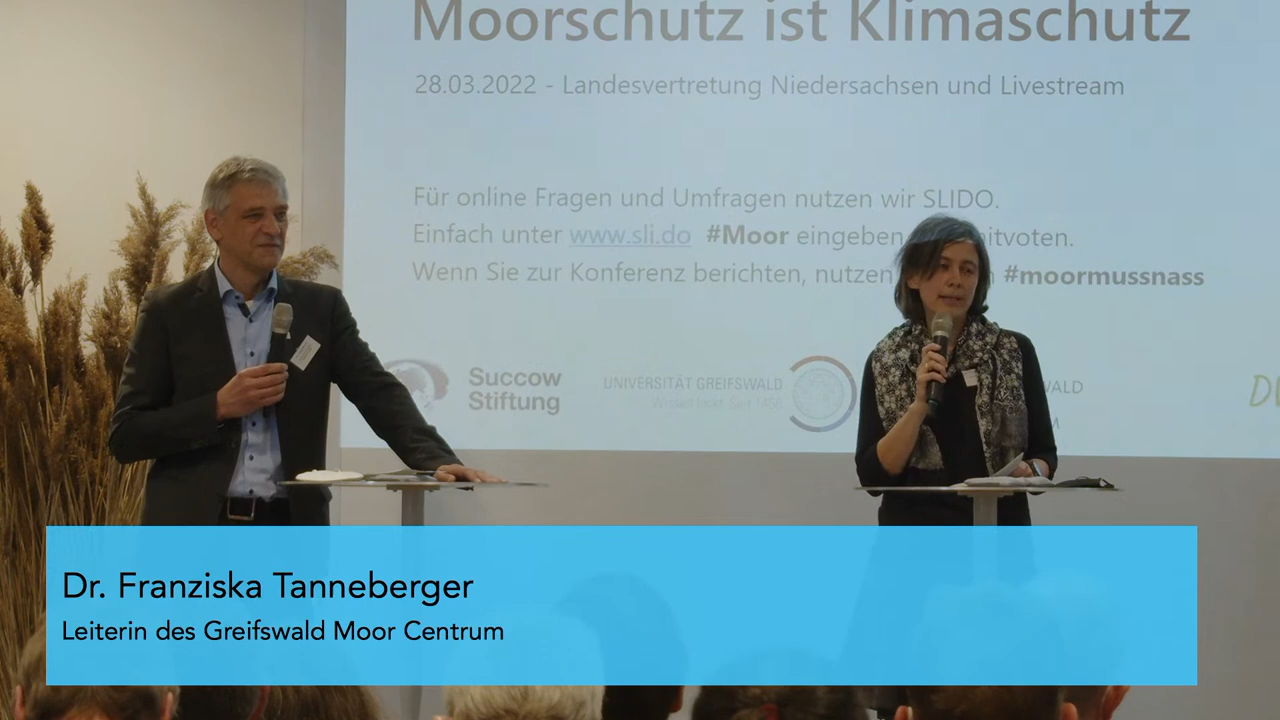 Moorschutz ist Klimaschutz
28.03.2022 - Landesvertretung Niedersachsen und Livestream
Für online Fragen und Umfragen nutzen wir SLIDO.
Einfach unter www.sli.do #Moor eingeben
Wenn Sie zur Konferenz berichten, nutzen #moormussnass
Succow
Stiftung
UNIVERSITÄT GREIFSWALD
Dr. Franziska Tanneberger
Leiterin des Greifswald Moor Centrum